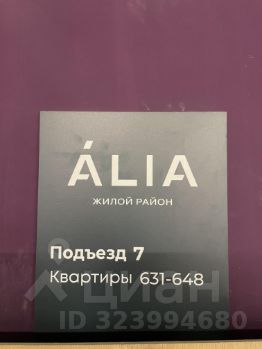 ÁLIA
ЖИЛОЙ РАЙОН
Подъезд 7
Квартиры 631-648
циан
ID 323994680